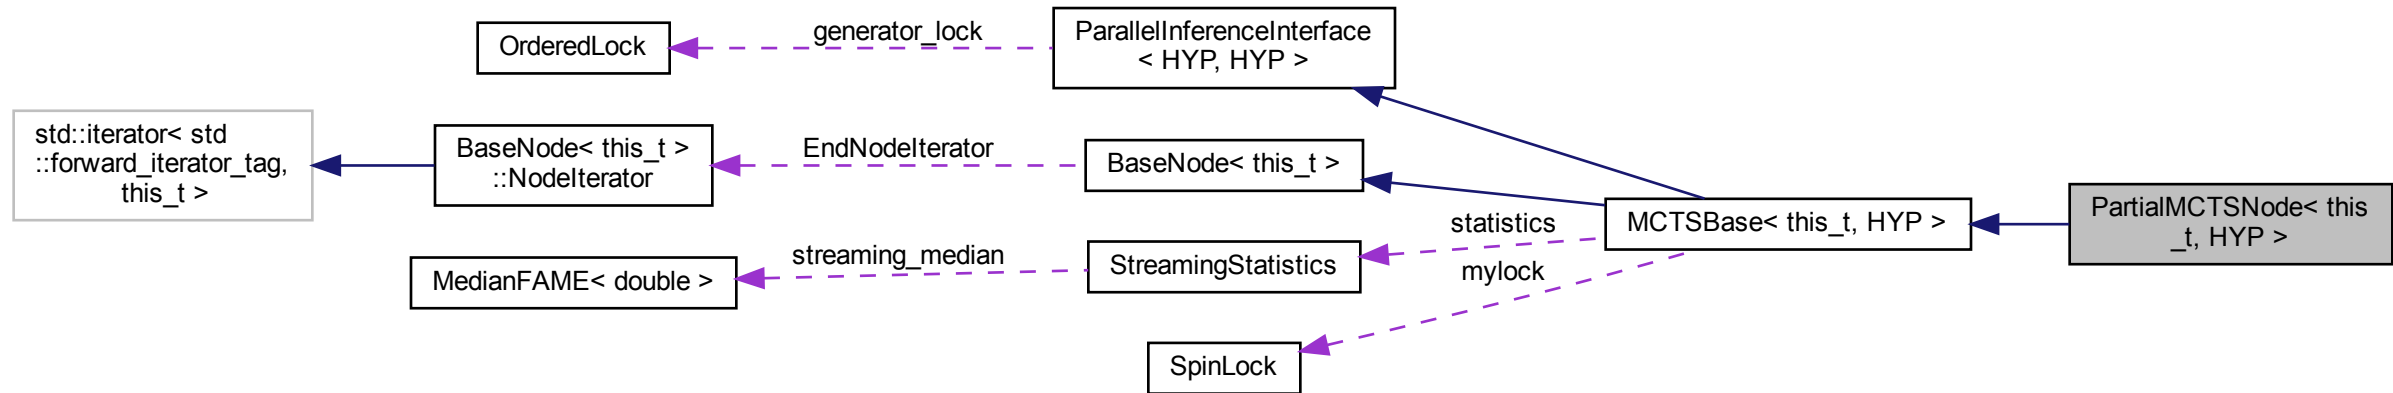 OrderedLock
generator_lock
ParallelInferenceInterface
< HYP, HYP >
std::iterator< std
::forward_iterator_tag,
this_t >
BaseNode< this_t >
::NodeIterator
EndNodeIterator
BaseNode< this_t >
MedianFAME< double >
streaming_median
StreamingStatistics
statistics
mylock
SpinLock
MCTSBase< this_t, HYP >
PartialMCTSNode< this
_t, HYP >